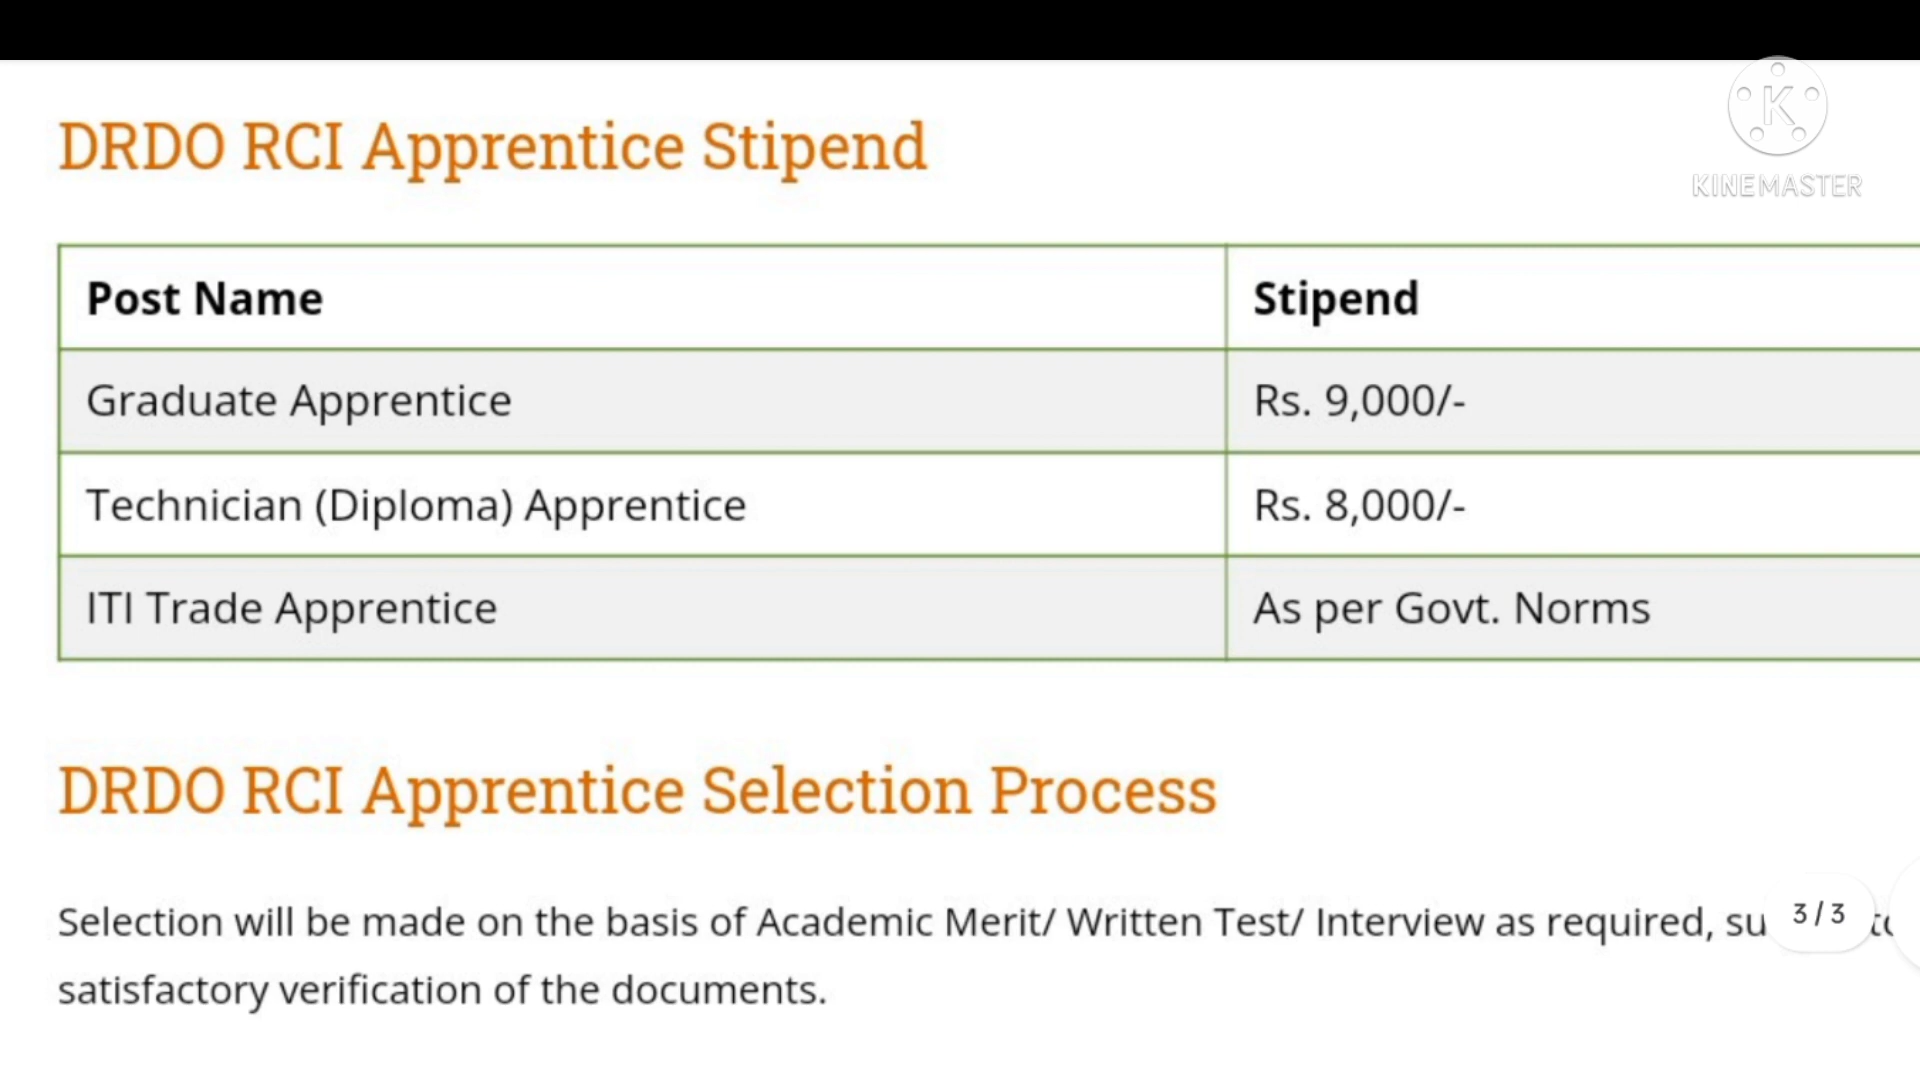 KINEMASTER
DRDO RCI Apprentice Stipend
Post Name Stipend
Graduate Apprentice Rs. 9,000/-
Technician (Diploma) Apprentice Rs. 8,000/-
ITI Trade Apprentice As per Govt. Norms
DRDO RCI Apprentice Selection Process
Selection will be made on the basis of Academic Merit/ Written Test/ Interview as required,
3/3
satisfactory verification of the documents.